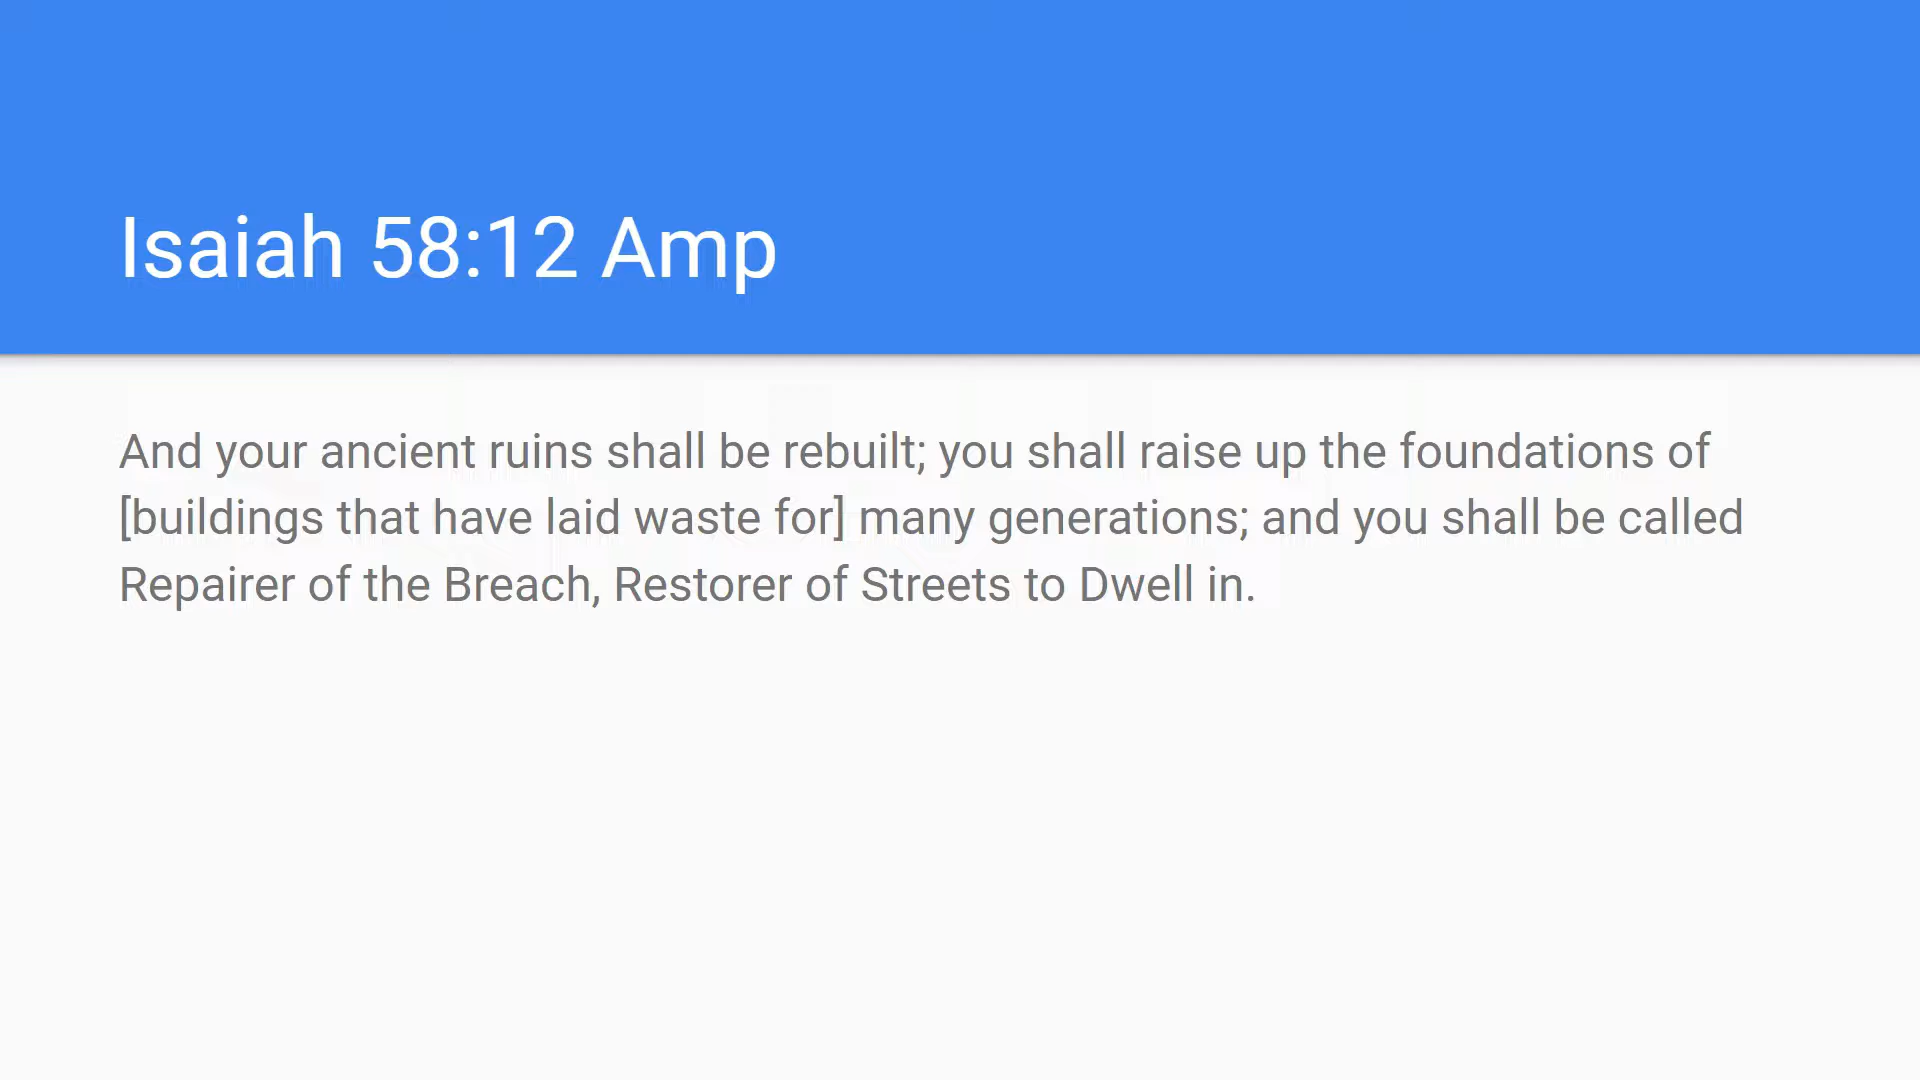 Isaiah 58:12 Amp
And your ancient ruins shall be rebuilt; you shall raise up the foundations of
[buildings that have laid waste for] many generations; and you shall be called
Repairer of the Breach, Restorer of Streets to Dwell in.